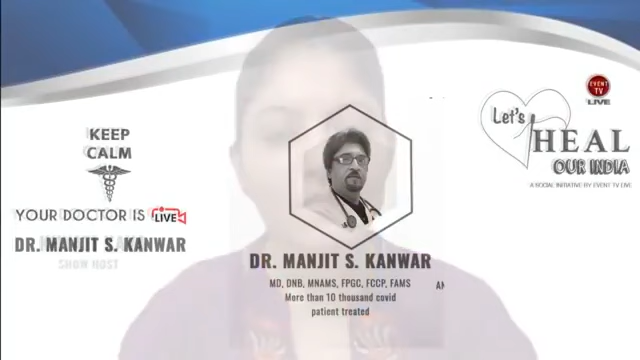 KEEP
CALM
YOUR DOCTOR IS LIVE
DR. MANJIT S. KANWAR
SHOW HOST
DR. MANJIT S. KANWAR
MD, DNB, MNAMS, FPGC, FCCP, FAMS
More than 10 thousand covid
patient treated
AN
EVENT
TV
LIVE
Let's
HEAL
OUR INDIA
A SOCIAL INITIATIVE BY EVENT TV LIVE